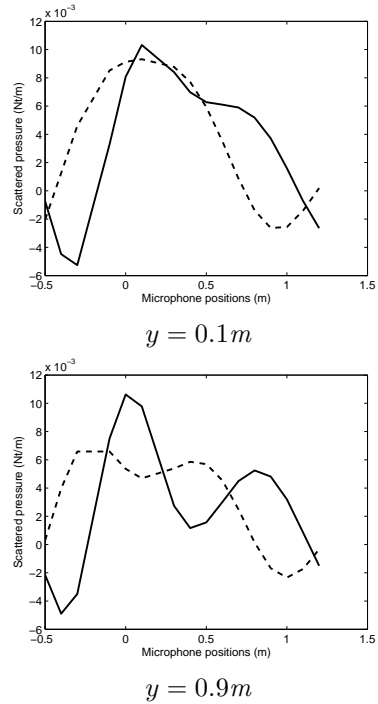 x 10⁻³
12
10
8
6
4
2
0
−2
−4
−6
−0.5 0 0.5 1 1.5
Scattered pressure (Nt/m)
Microphone positions (m)
y = 0.1m
x 10⁻³
12
10
8
6
4
2
0
−2
−4
−6
−0.5 0 0.5 1 1.5
Scattered pressure (Nt/m)
Microphone positions (m)
y = 0.9m